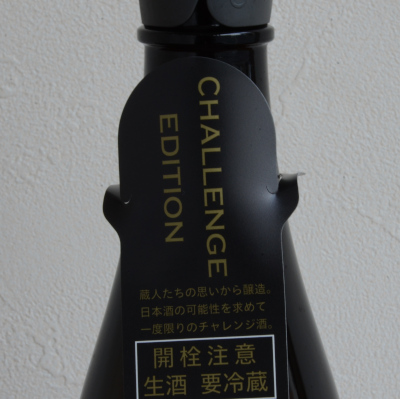 CHALLENGE
EDITION
蔵人たちの思いから醸造。
日本酒の可能性を求めて
一度限りのチャレンジ酒。
開栓注意
生酒 要冷蔵